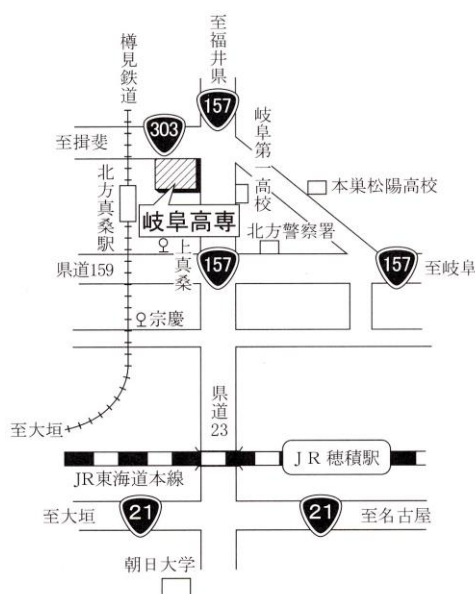 樽見鉄道
至福井県
157
303
至揖斐
岐阜第一高校
本巣松陽高校
北方真桑駅
岐阜高専
北方警察署
上真桑
県道159
157
157
至岐阜
宗慶
県道23
至大垣
JR穂積駅
JR東海道本線
至大垣
21
21
至名古屋
朝日大学